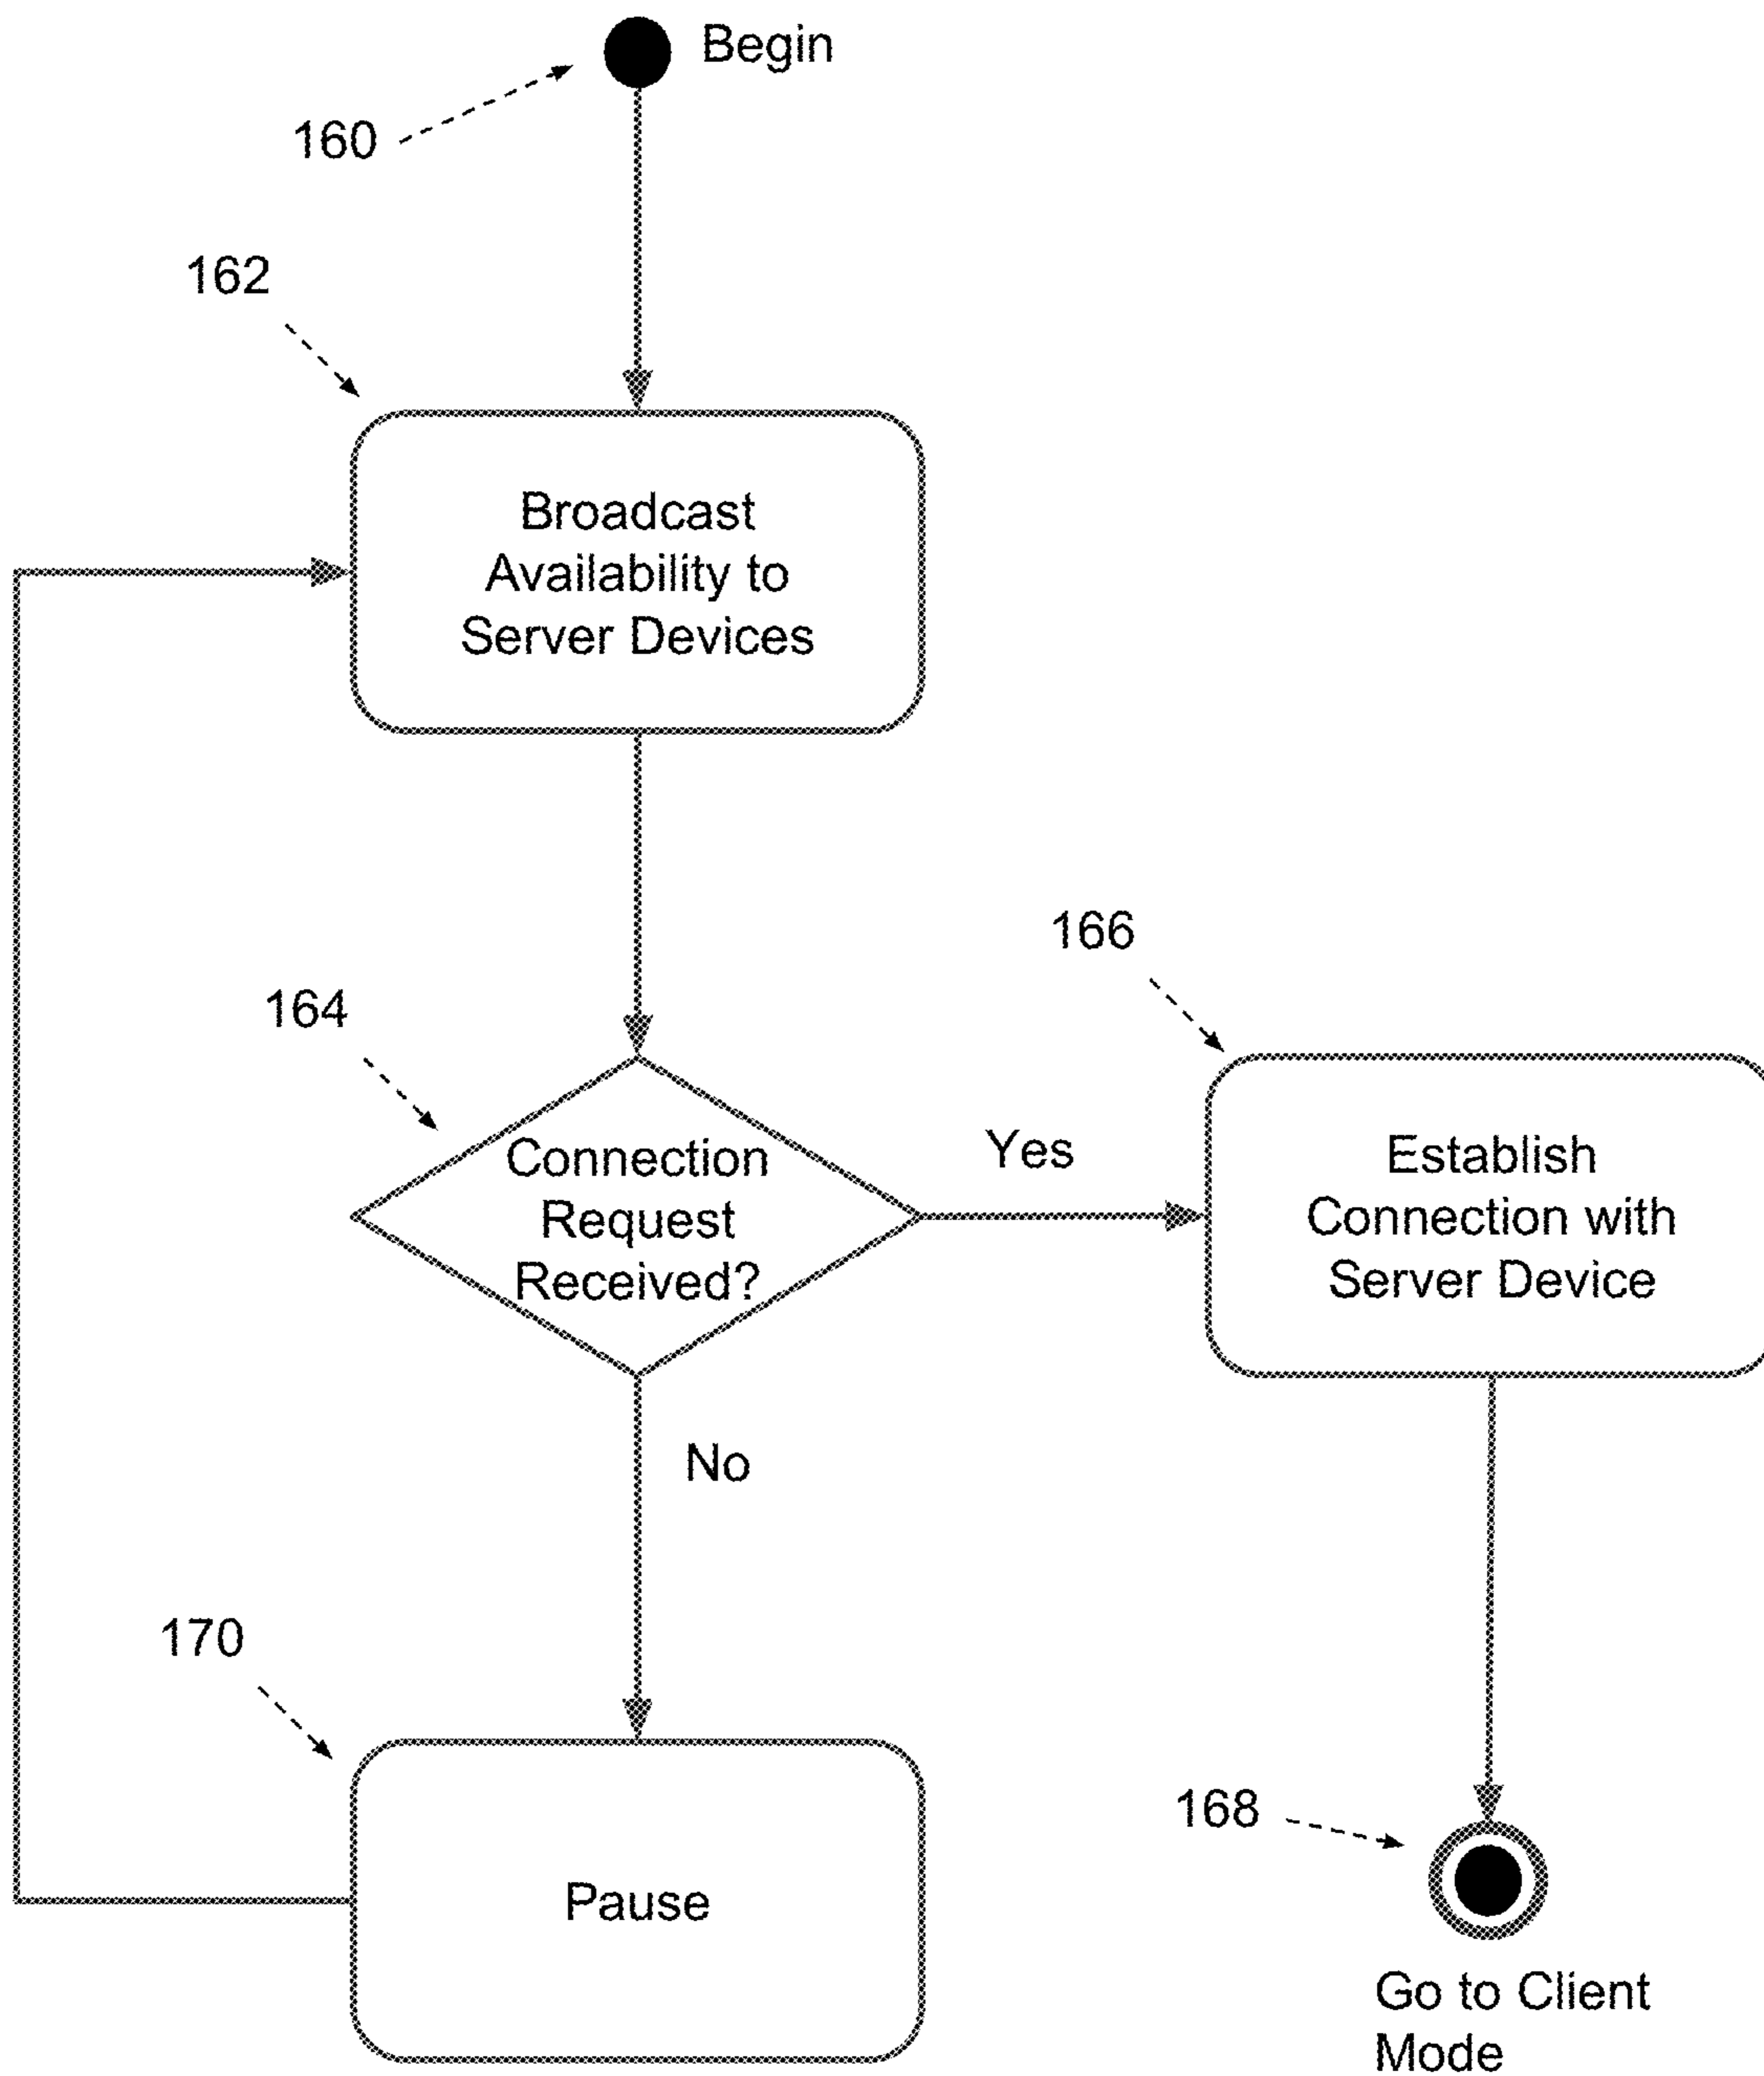 Begin
160
162
Broadcast
Availability to
Server Devices
166
164
Connection
Request
Received?
Yes
Establish
Connection with
Server Device
No
170
Pause
168
Go to Client
Mode